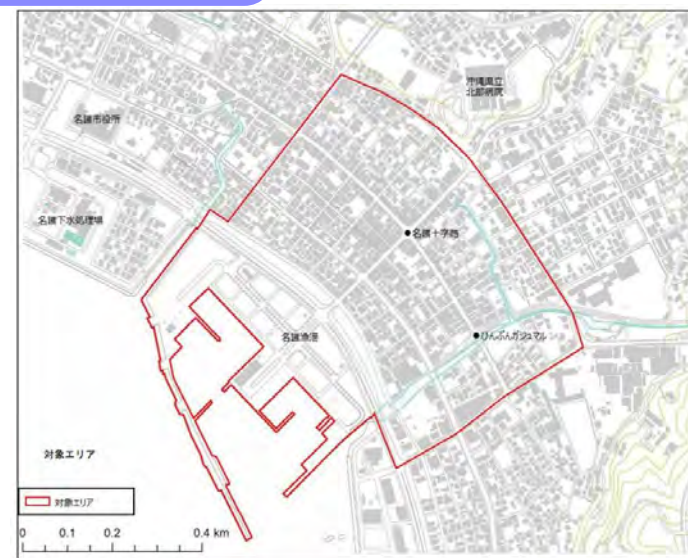 沖縄県立
北部病院
名護市役所
名護下水処理場
●名護十字路
名護漁港
●ひんぷんガジュマル
対象エリア
対象エリア
0 0.1 0.2 0.4 km